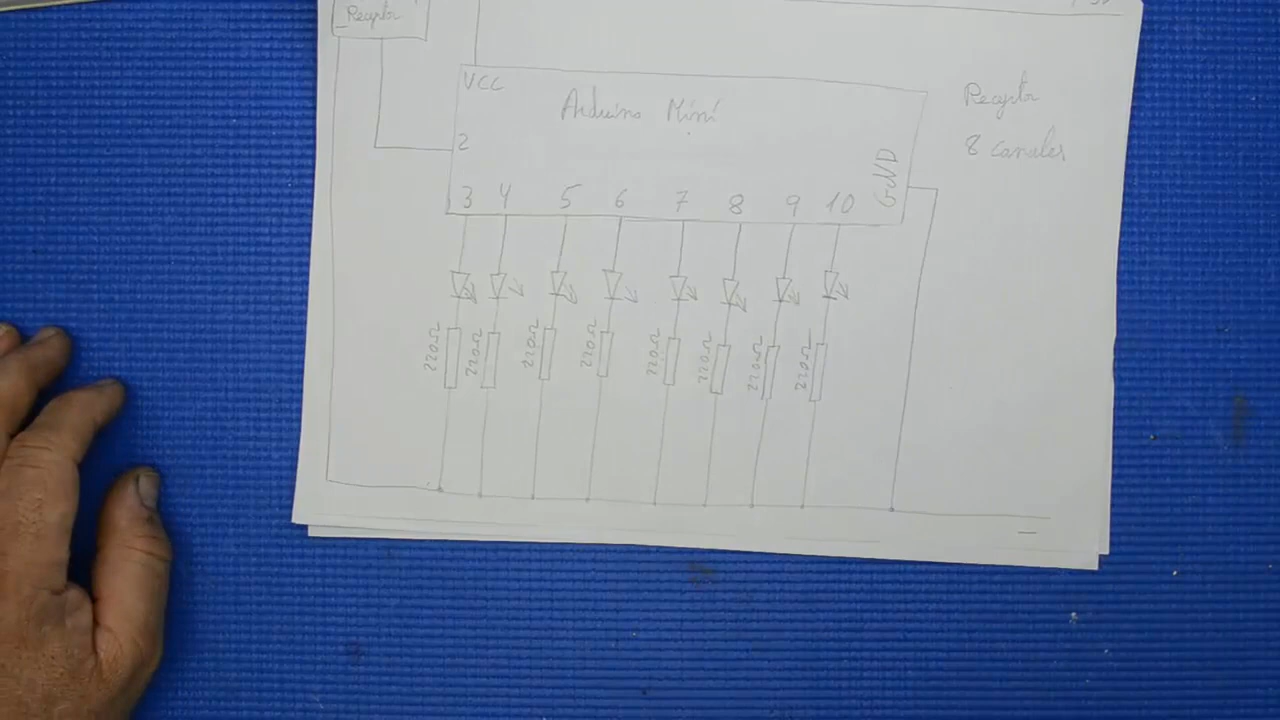 Receptor
VCC
Arduino Mini
2
3 4 5 6 7 8 9 10
GND
Receptor
8 canales
220Ω 220Ω 220Ω 220Ω 220Ω 220Ω 220Ω 220Ω